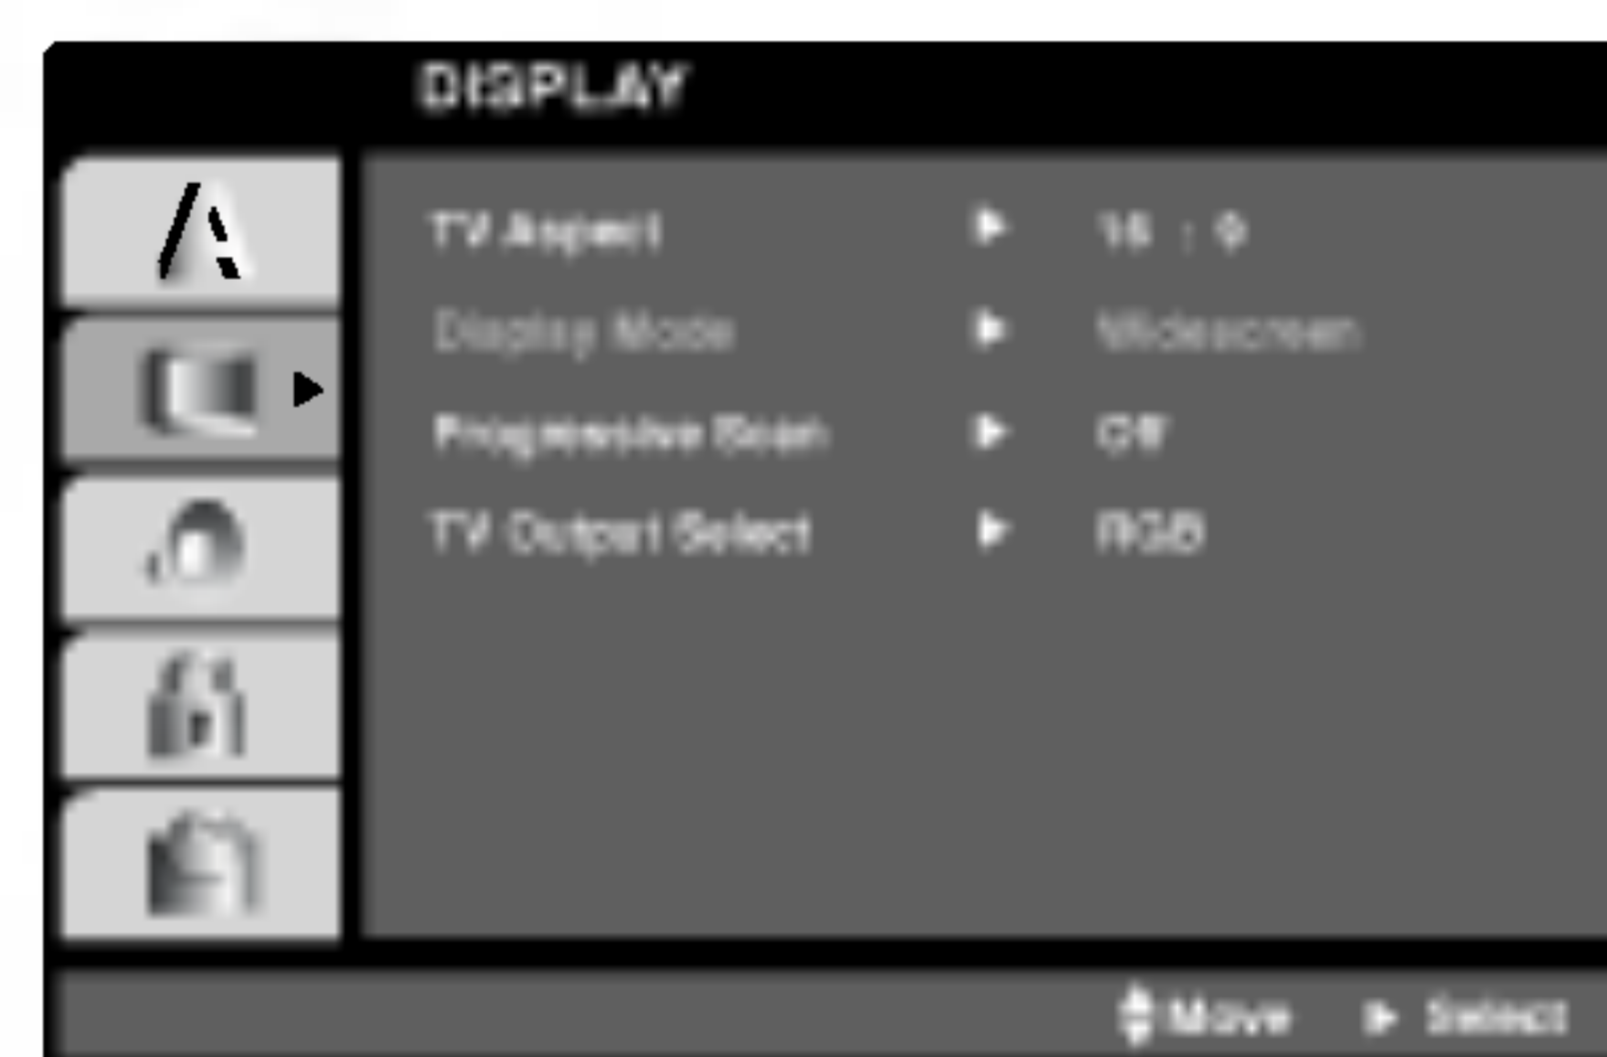 DISPLAY
TV Aspect 16 : 9
Display Mode Widescreen
Progressive Scan Off
TV Output Select RGB
Move Select